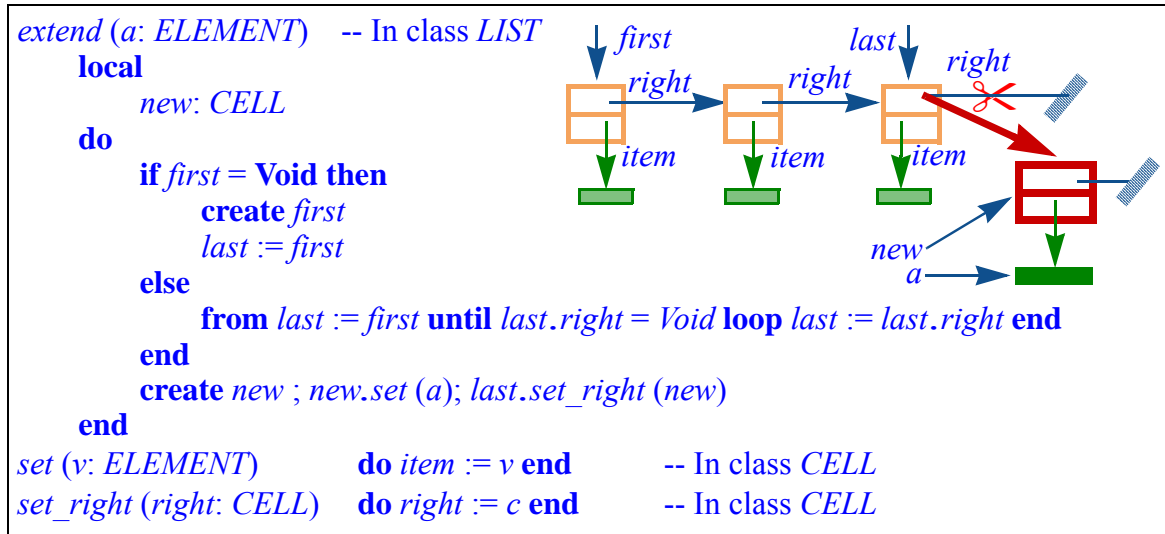 extend (a: ELEMENT) -- In class LIST
local
new: CELL
do
if first = Void then
create first
last := first
else
from last := first until last.right = Void loop last := last.right end
end
create new ; new.set (a); last.set_right (new)
end
set (v: ELEMENT) do item := v end -- In class CELL
set_right (right: CELL) do right := c end -- In class CELL
first
last
right
right
right
item
item
item
new
a